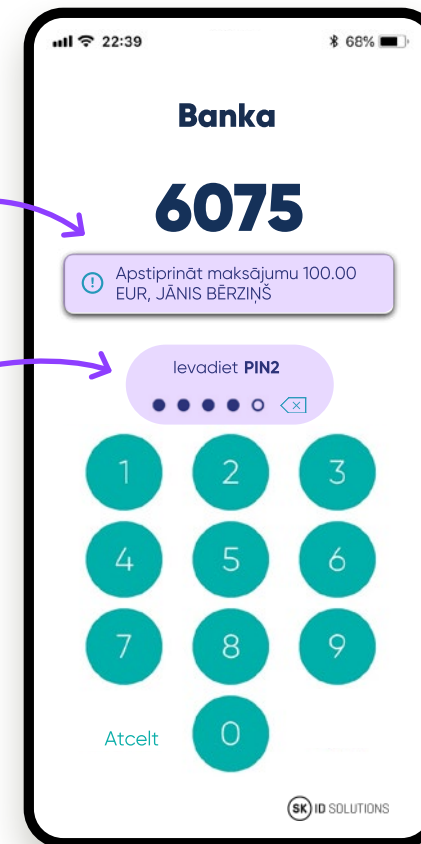 22:39 68%
Banka
6075
Apstiprināt maksājumu 100.00
EUR, JĀNIS BĒRZIŅŠ
Ievadiet PIN2
1 2 3
4 5 6
7 8 9
Atcelt 0
SK ID SOLUTIONS